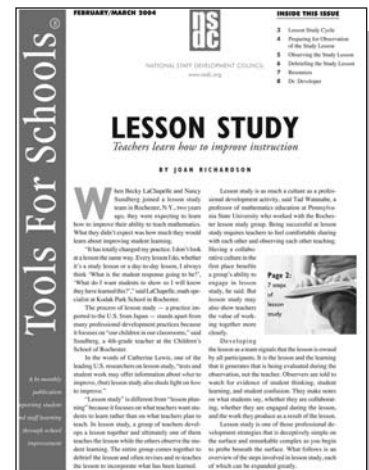 FEBRUARY/MARCH 2004
nsdc
NATIONAL STAFF DEVELOPMENT COUNCIL
www.nsdc.org
INSIDE THIS ISSUE
3 Lesson Study Cycle
4 Preparing for Observation
of the Study Lesson
5 Observing the Study Lesson
6 Debriefing the Study Lesson
7 Resources
8 Dr. Developer
Tools For Schools
A bi-monthly
publication
supporting student
and staff learning
through school
improvement
LESSON STUDY
Teachers learn how to improve instruction
BY JOAN RICHARDSON
When Becky LaChapelle and Nancy
Sundberg joined a lesson study
team in Rochester, N.Y., two years
ago, they were expecting to learn
how to improve their ability to teach mathematics.
What they didn't expect was how much they would
learn about improving student learning.
"It has totally changed my practice. I don't look
at a lesson the same way. Every lesson I do, whether
it's a study lesson or a day-to-day lesson, I always
think 'What is the student response going to be?',
'What do I want students to show so I will know
they have learned this?'," said LaChapelle, math spe-
cialist at Kodak Park School in Rochester.
The process of lesson study — a practice im-
ported to the U.S. from Japan — stands apart from
many professional development practices because
it focuses on "our children in our classrooms," said
Sundberg, a 4th-grade teacher at the Children's
School of Rochester.
In the words of Catherine Lewis, one of the
leading U.S. researchers on lesson study, "tests and
student work may offer information about what to
improve, (but) lesson study also sheds light on how
to improve."
"Lesson study" is different from "lesson plan-
ning" because it focuses on what teachers want stu-
dents to learn rather than on what teachers plan to
teach. In lesson study, a group of teachers devel-
ops a lesson together and ultimately one of them
teaches the lesson while the others observe the stu-
dent learning. The entire group comes together to
debrief the lesson and often revises and re-teaches
the lesson to incorporate what has been learned.
Lesson study is as much a culture as a profes-
sional development activity, said Tad Watanabe, a
professor of mathematics education at Pennsylva-
nia State University who worked with the Roches-
ter lesson study group. Being successful at lesson
study requires teachers to feel comfortable sharing
with each other and observing each other teaching.
Having a collabo-
rative culture in the
first place benefits
a group's ability to
engage in lesson
study, he said. But
lesson study may
also show teachers
the value of work-
ing together more
closely.
Page 2:
7 steps
of
lesson
study
Developing
the lesson as a team signals that the lesson is owned
by all participants. It is the lesson and the learning
that it generates that is being evaluated during the
observation, not the teacher. Observers are told to
watch for evidence of student thinking, student
learning, and student confusion. They make notes
on what students say, whether they are collaborat-
ing, whether they are engaged during the lesson,
and the work they produce as a result of the lesson.
Lesson study is one of those professional de-
velopment strategies that is deceptively simple on
the surface and remarkably complex as you begin
to probe beneath the surface. What follows is an
overview of the steps involved in lesson study, each
of which can be expanded greatly.